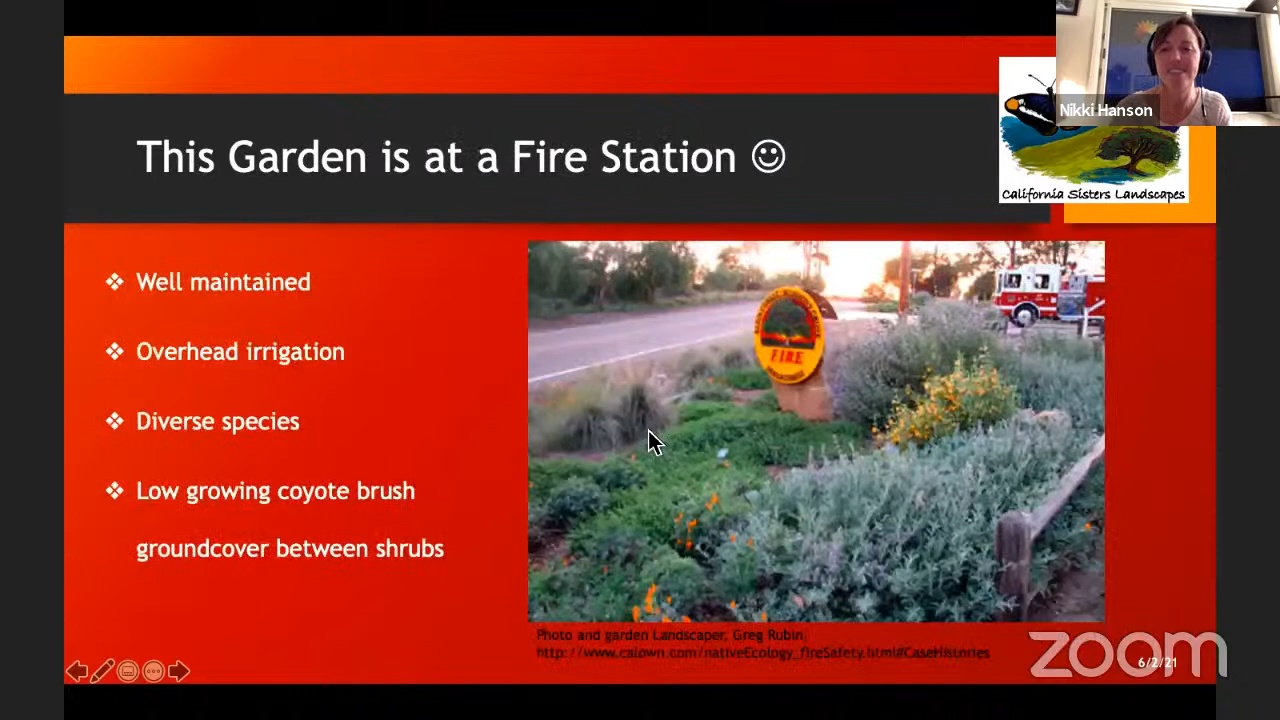 Nikki Hanson
This Garden is at a Fire Station ☺
California Sisters Landscapes
❖ Well maintained
❖ Overhead irrigation
❖ Diverse species
❖ Low growing coyote brush
groundcover between shrubs
FIRE
Photo and garden Landscaper, Greg Rubin
http://www.calown.com/nativeEcology_fireSafety.html#CaseHistories
zoom
6/2/21